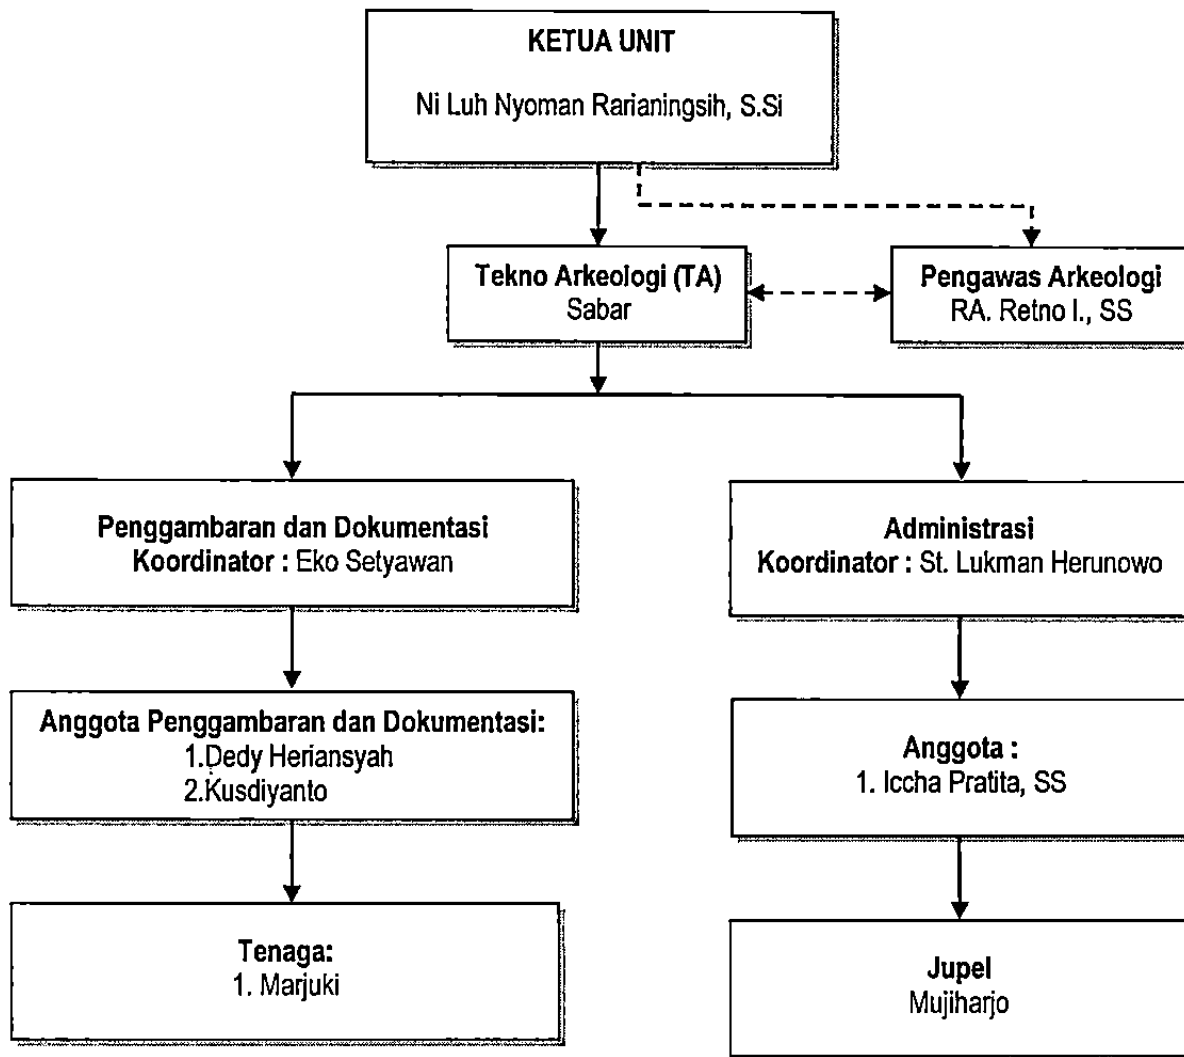 KETUA UNIT
Ni Luh Nyoman Rarianingsih, S.Si
Tekno Arkeologi (TA)
Sabar
Pengawas Arkeologi
RA. Retno I., SS
Penggambaran dan Dokumentasi
Koordinator : Eko Setyawan
Administrasi
Koordinator : St. Lukman Herunowo
Anggota Penggambaran dan Dokumentasi:
1.Dedy Heriansyah
2.Kusdiyanto
Anggota :
1. Iccha Pratita, SS
Tenaga:
1. Marjuki
Jupel
Mujiharjo